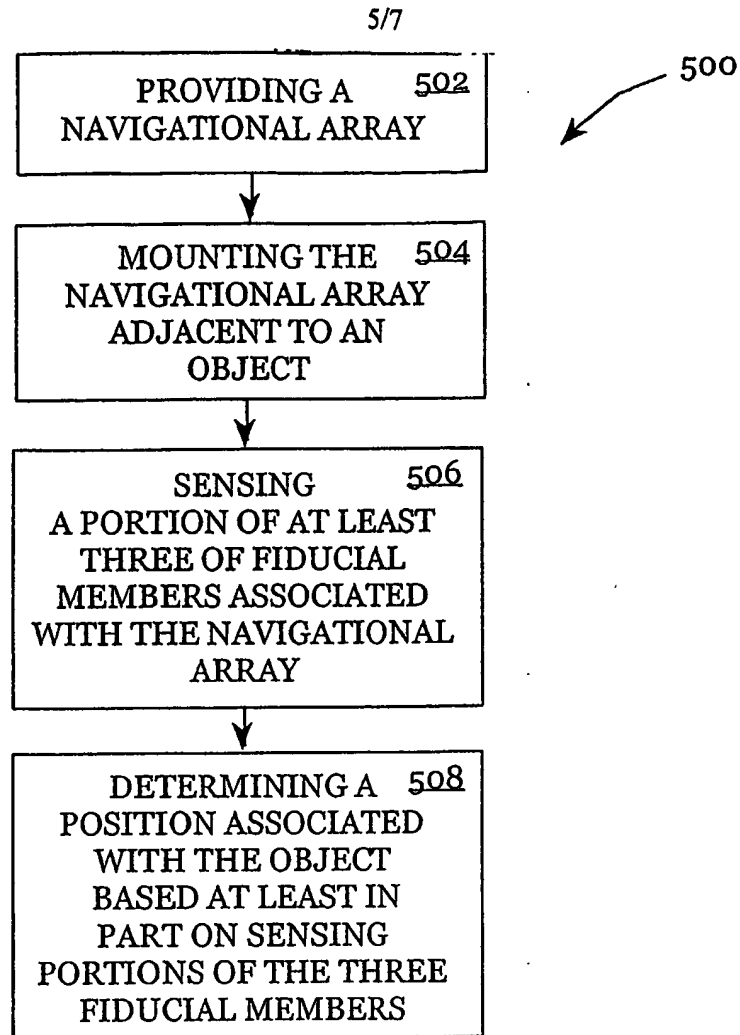 5/7
500
PROVIDING A 502
NAVIGATIONAL ARRAY
MOUNTING THE 504
NAVIGATIONAL ARRAY
ADJACENT TO AN
OBJECT
SENSING 506
A PORTION OF AT LEAST
THREE OF FIDUCIAL
MEMBERS ASSOCIATED
WITH THE NAVIGATIONAL
ARRAY
DETERMINING A 508
POSITION ASSOCIATED
WITH THE OBJECT
BASED AT LEAST IN
PART ON SENSING
PORTIONS OF THE THREE
FIDUCIAL MEMBERS